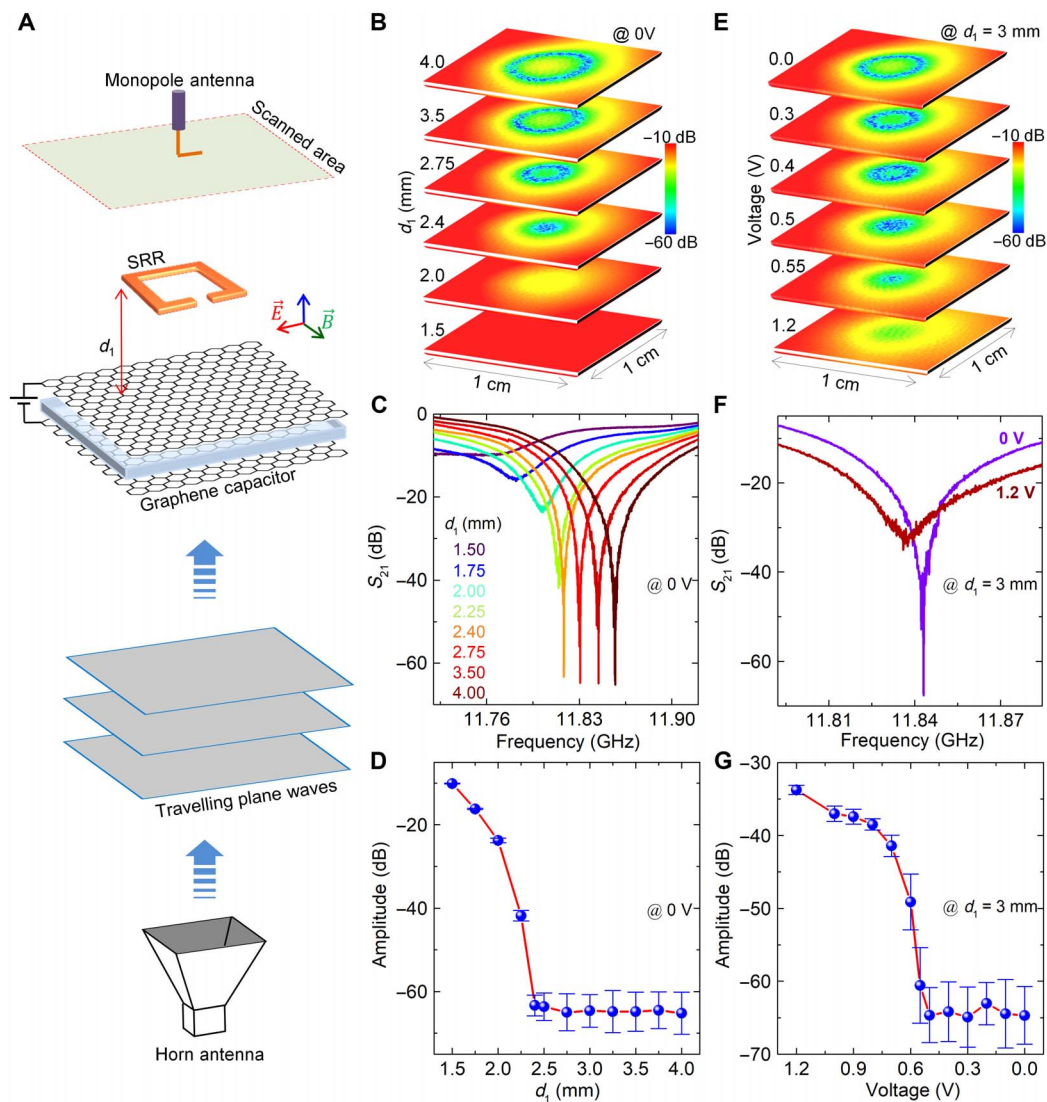 A
Monopole antenna
Scanned area
SRR
d₁
E⃗
B⃗
Graphene capacitor
Travelling plane waves
Horn antenna
B
@ 0V
4.0
3.5
2.75
2.4
2.0
1.5
d₁ (mm)
−10 dB
−60 dB
1 cm
1 cm
E
@ d₁ = 3 mm
0.0
0.3
0.4
0.5
0.55
1.2
Voltage (V)
−10 dB
−60 dB
1 cm
1 cm
C
0
−20
−40
−60
S₂₁ (dB)
d₁ (mm)
1.50
1.75
2.00
2.25
2.40
2.75
3.50
4.00
@ 0 V
11.76 11.83 11.90
Frequency (GHz)
F
0 V
1.2 V
−20
−40
−60
S₂₁ (dB)
@ d₁ = 3 mm
11.81 11.84 11.87
Frequency (GHz)
D
−20
−40
−60
Amplitude (dB)
@ 0 V
1.5 2.0 2.5 3.0 3.5 4.0
d₁ (mm)
G
−30
−40
−50
−60
−70
Amplitude (dB)
@ d₁ = 3 mm
1.2 0.9 0.6 0.3 0.0
Voltage (V)